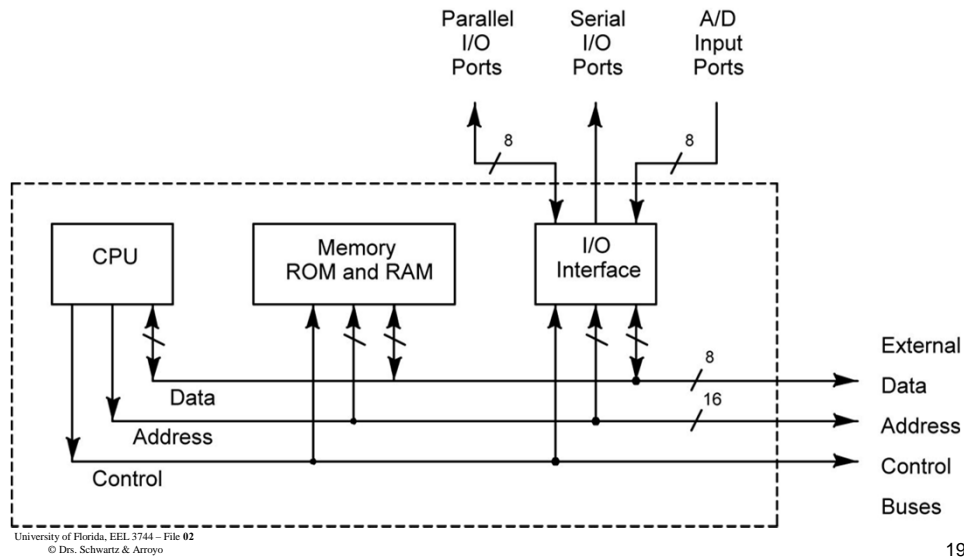 Parallel
I/O
Ports
Serial
I/O
Ports
A/D
Input
Ports
8
8
CPU
Memory
ROM and RAM
I/O
Interface
External
8
Data
Data
16
Address
Address
Control
Control
Buses
University of Florida, EEL 3744 – File 02
© Drs. Schwartz & Arroyo
19